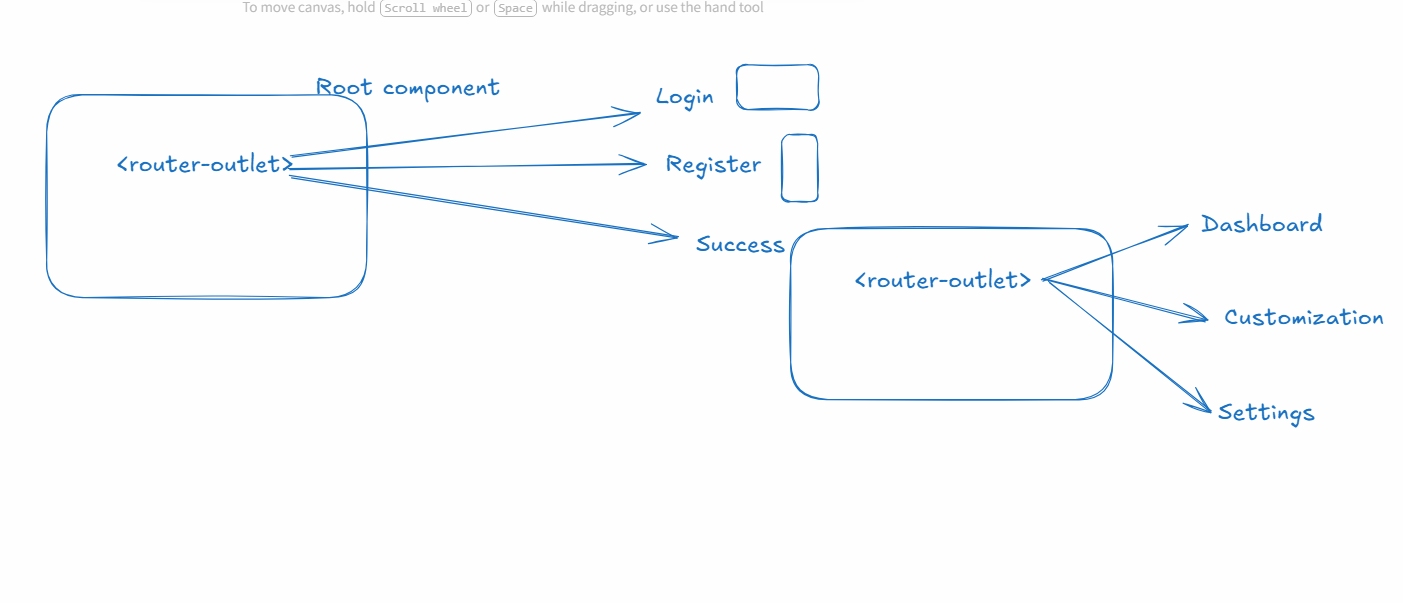 To move canvas, hold Scroll wheel or Space while dragging, or use the hand tool
Root component
Login
<router-outlet>
Register
Success
Dashboard
<router-outlet>
Customization
Settings